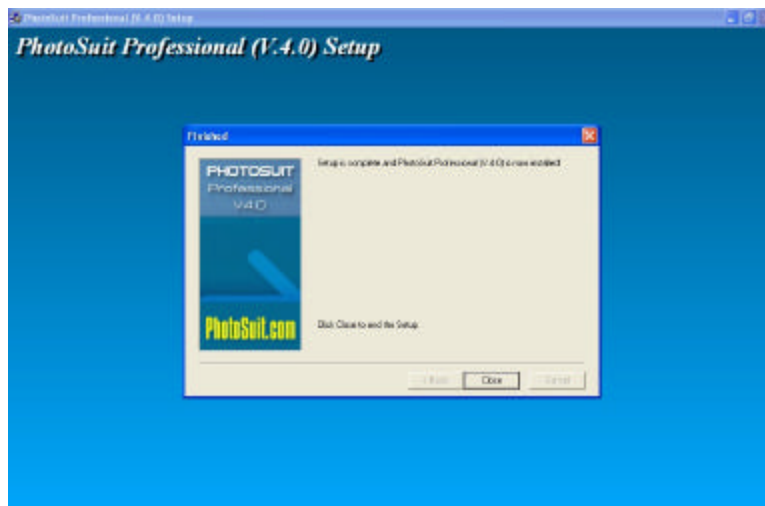 PhotoSuit Professional (V.4.0) Setup
PhotoSuit Professional (V.4.0) Setup
Finished
PHOTOSUIT
Professional
V4.0
PhotoSuit.com
Setup is complete and PhotoSuit Professional (V.4.0) is now installed!
Click Close to end the Setup.
< Back
Close
Cancel